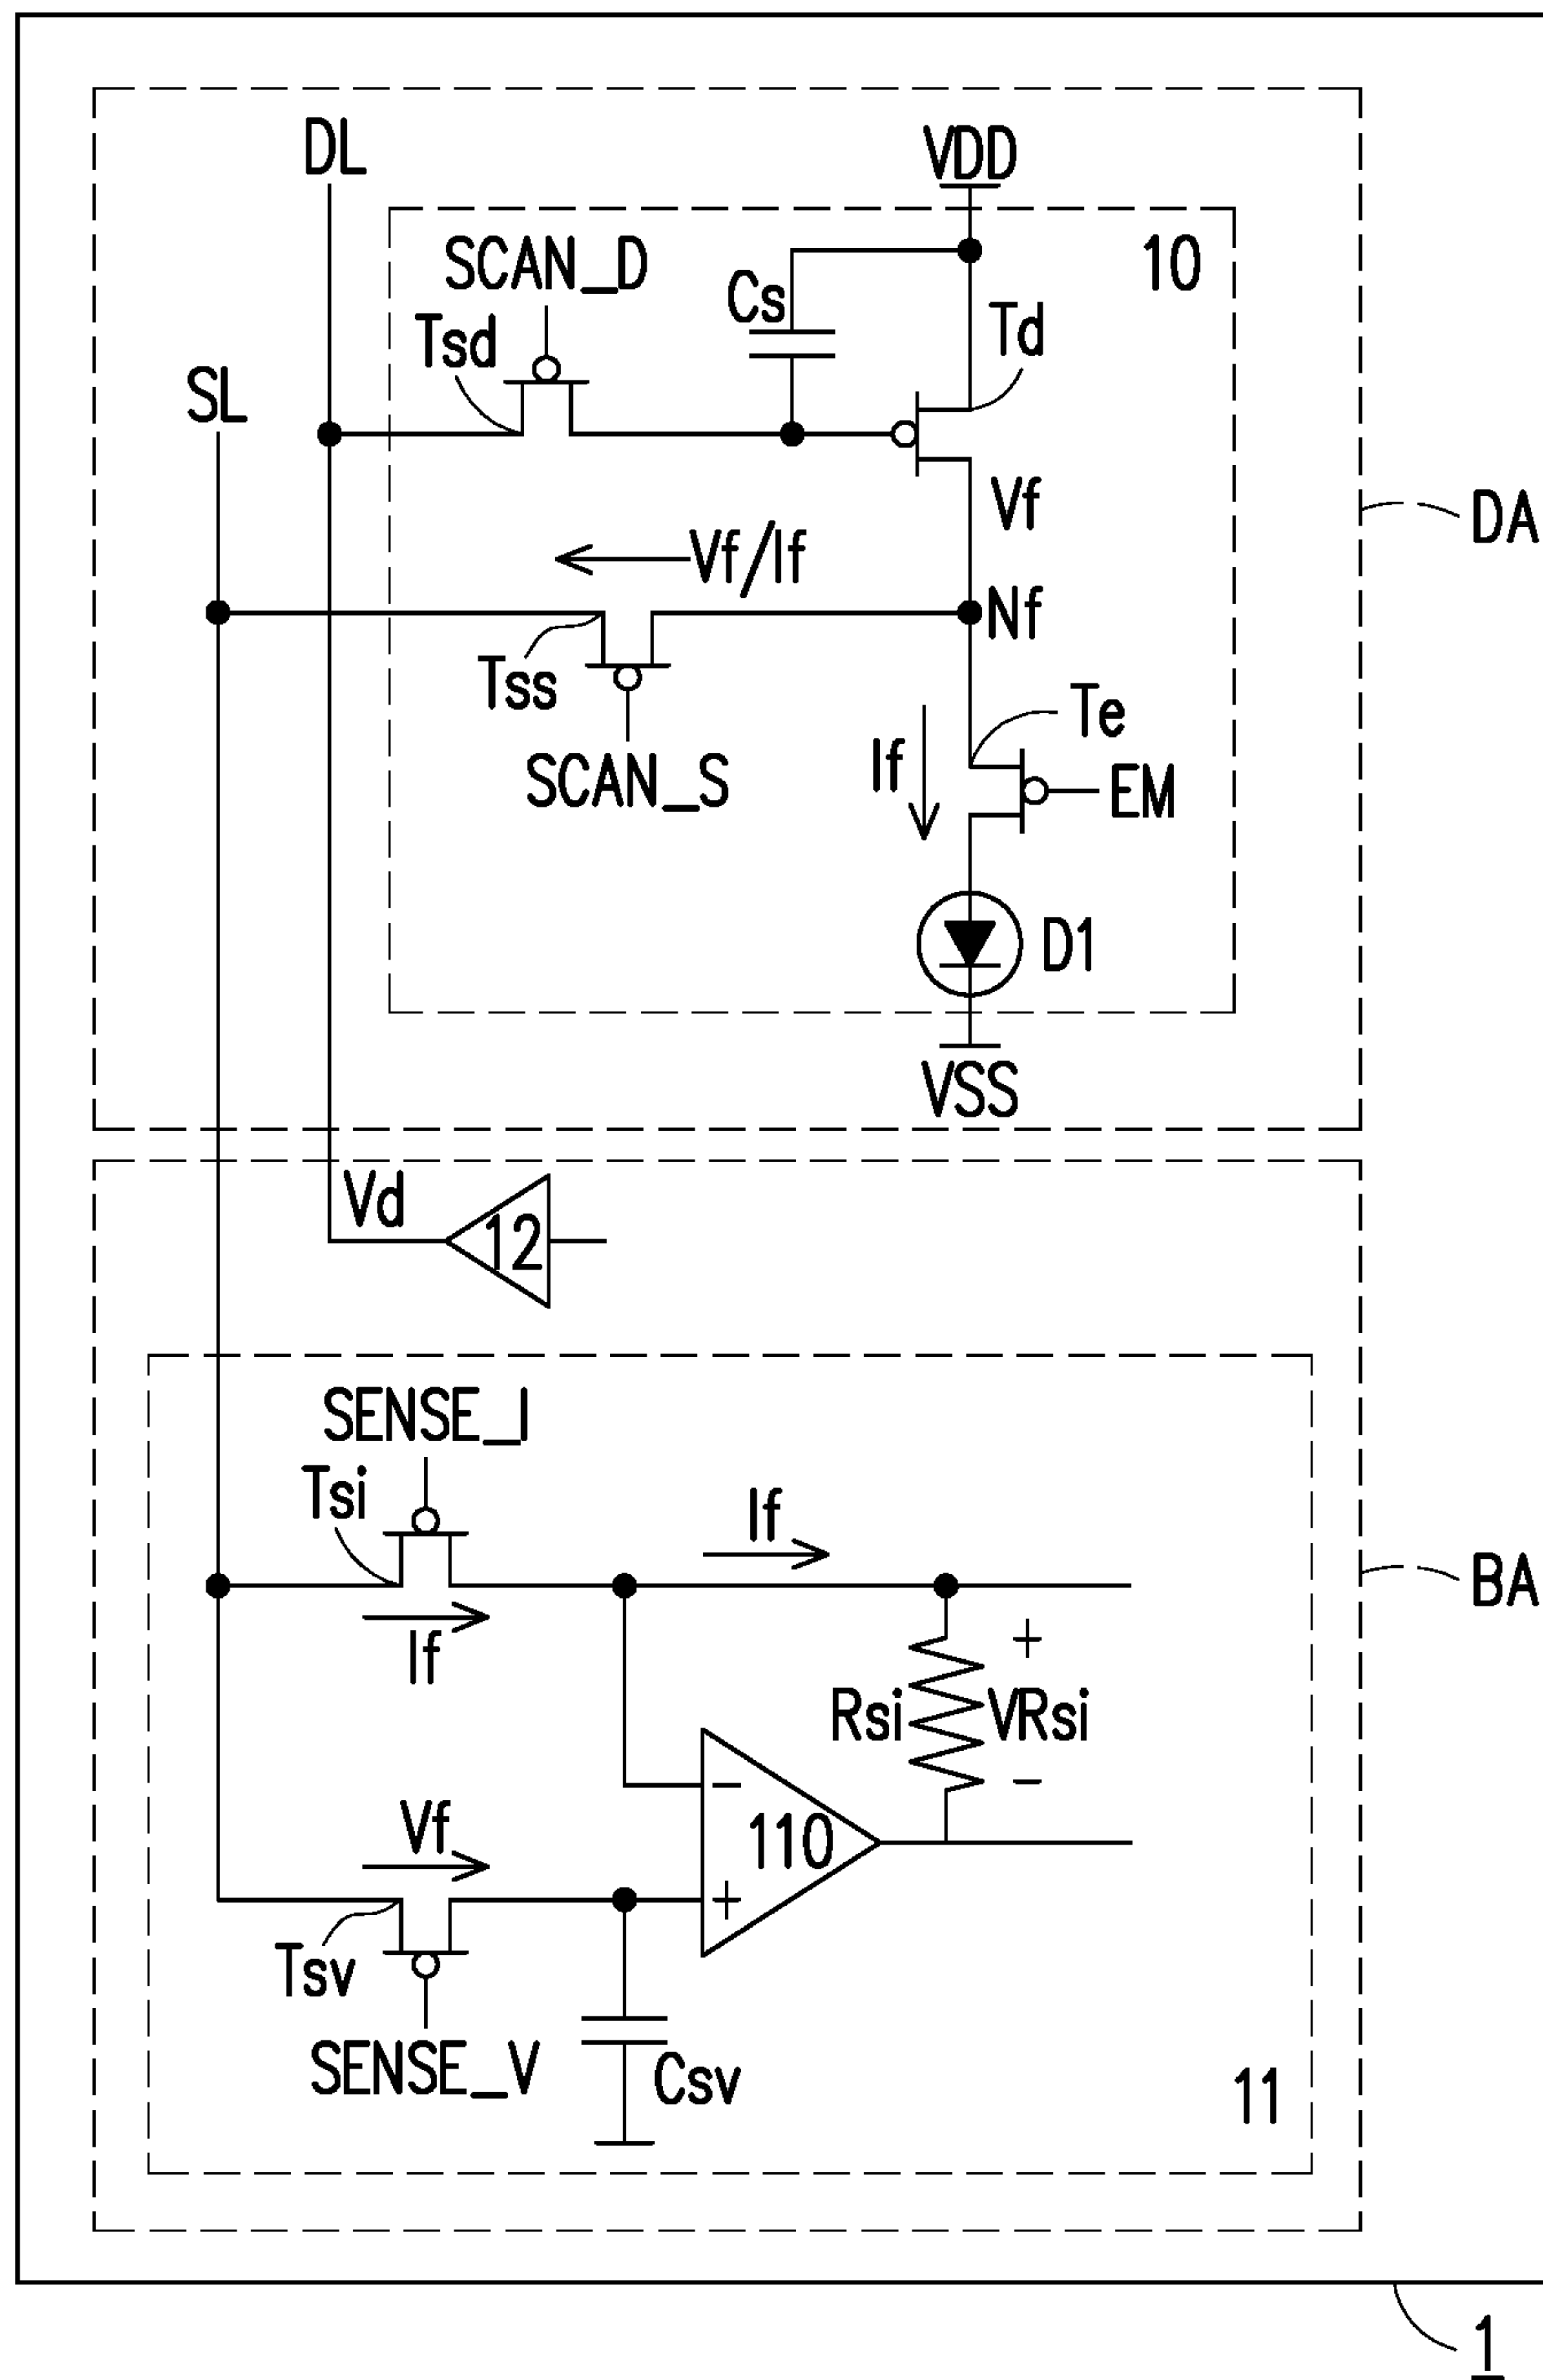 DL
VDD
SCAN_D
10
Cs
Tsd
Td
SL
Vf
DA
Vf/If
Nf
Tss
Te
SCAN_S
If
EM
D1
VSS
Vd
12
SENSE_I
Tsi
If
BA
If
+
Rsi
VRsi
−
−
Vf
110
+
Tsv
SENSE_V
Csv
11
1